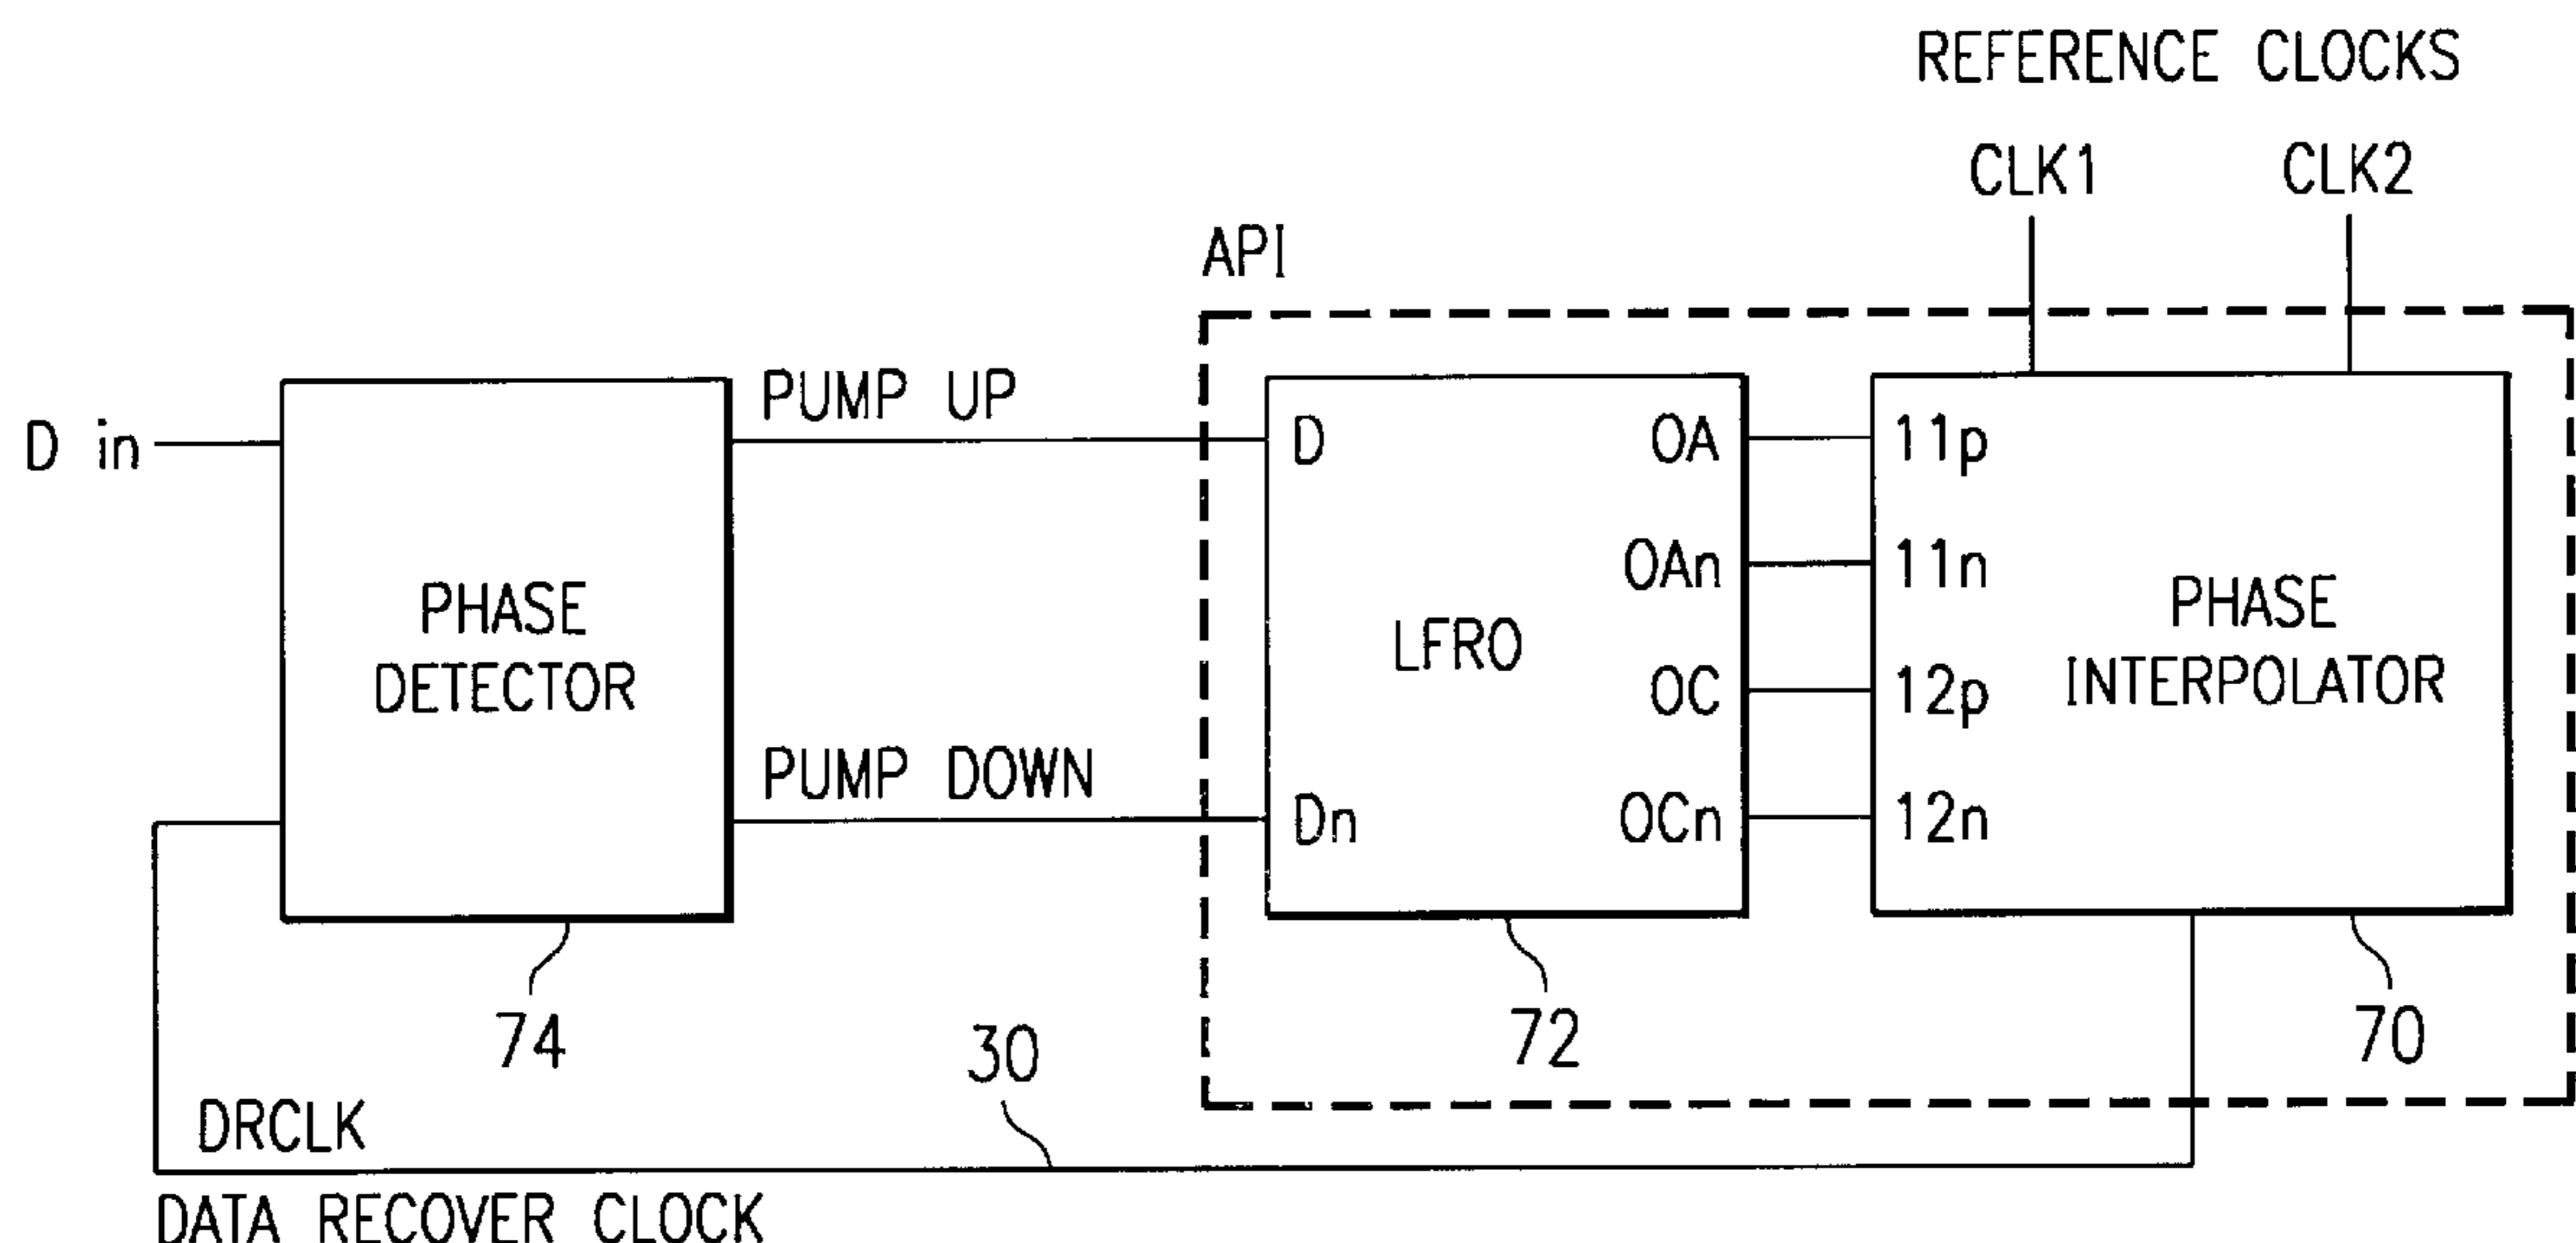 REFERENCE CLOCKS
CLK1 CLK2
API
D in
PUMP UP
PUMP DOWN
PHASE
DETECTOR
74
D
Dn
LFRO
OA
OAn
OC
OCn
72
11p
11n
12p
12n
PHASE
INTERPOLATOR
70
30
DRCLK
DATA RECOVER CLOCK